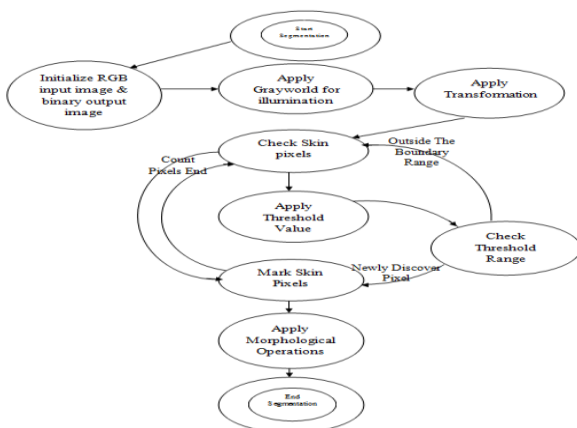 Start
Segmentation
Initialize RGB
input image &
binary output
image
Apply
Grayworld for
illumination
Apply
Transformation
Check Skin
pixels
Outside The
Boundary
Range
Count
Pixels End
Apply
Threshold
Value
Check
Threshold
Range
Mark Skin
Pixels
Newly Discover
Pixel
Apply
Morphological
Operations
End
Segmentation